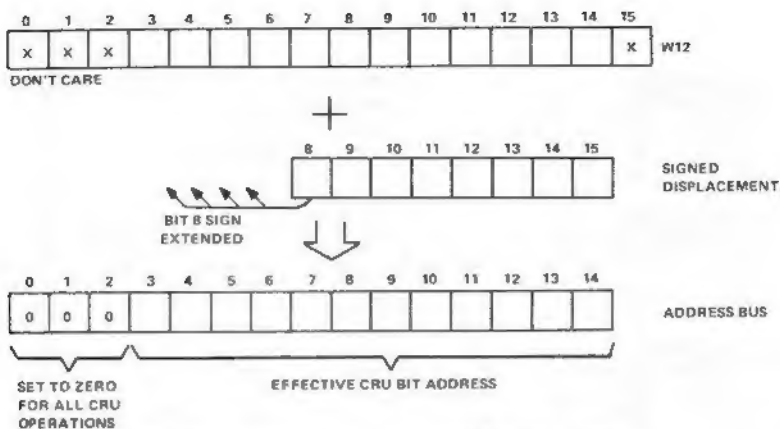 0 1 2 3 4 5 6 7 8 9 10 11 12 13 14 15
X X X X W12
DON'T CARE
8 9 10 11 12 13 14 15
SIGNED
DISPLACEMENT
BIT 8 SIGN
EXTENDED
0 1 2 3 4 5 6 7 8 9 10 11 12 13 14
0 0 0 ADDRESS BUS
SET TO ZERO
FOR ALL CRU
OPERATIONS
EFFECTIVE CRU BIT ADDRESS